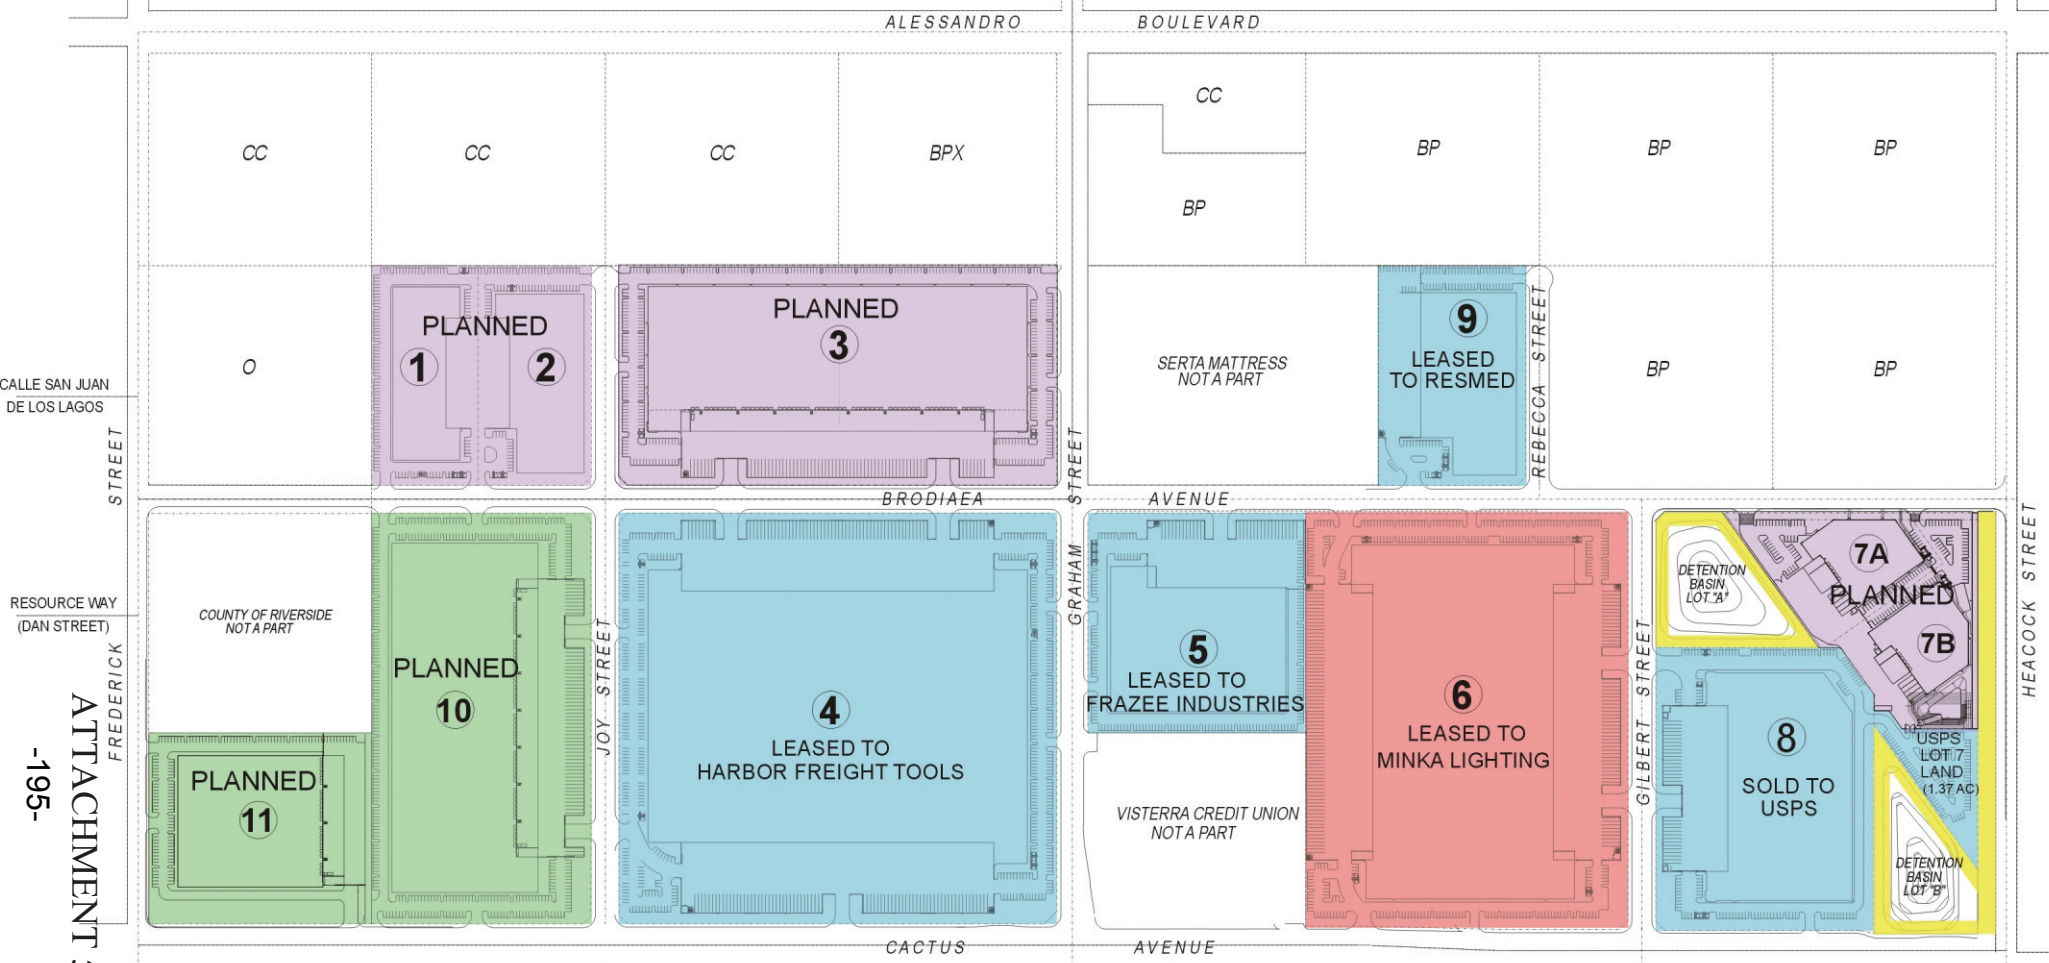 ALESSANDRO BOULEVARD
CC
CC
CC
BPX
CC
BP
BP
BP
BP
O
PLANNED
1
2
PLANNED
3
SERTA MATTRESS
NOT A PART
9
LEASED
TO RESMED
REBECCA STREET
BP
BP
CALLE SAN JUAN
DE LOS LAGOS
FREDERICK STREET
BRODIAEA AVENUE
GRAHAM STREET
HEACOCK STREET
RESOURCE WAY
(DAN STREET)
COUNTY OF RIVERSIDE
NOT A PART
PLANNED
10
JOY STREET
4
LEASED TO
HARBOR FREIGHT TOOLS
5
LEASED TO
FRAZEE INDUSTRIES
6
LEASED TO
MINKA LIGHTING
GILBERT STREET
DETENTION
BASIN
LOT "A"
7A
PLANNED
7B
PLANNED
11
VISTERRA CREDIT UNION
NOT A PART
8
SOLD TO
USPS
USPS
LOT 7
LAND
(1.37 AC)
DETENTION
BASIN
LOT "B"
CACTUS AVENUE
ATTACHMENT
-195-